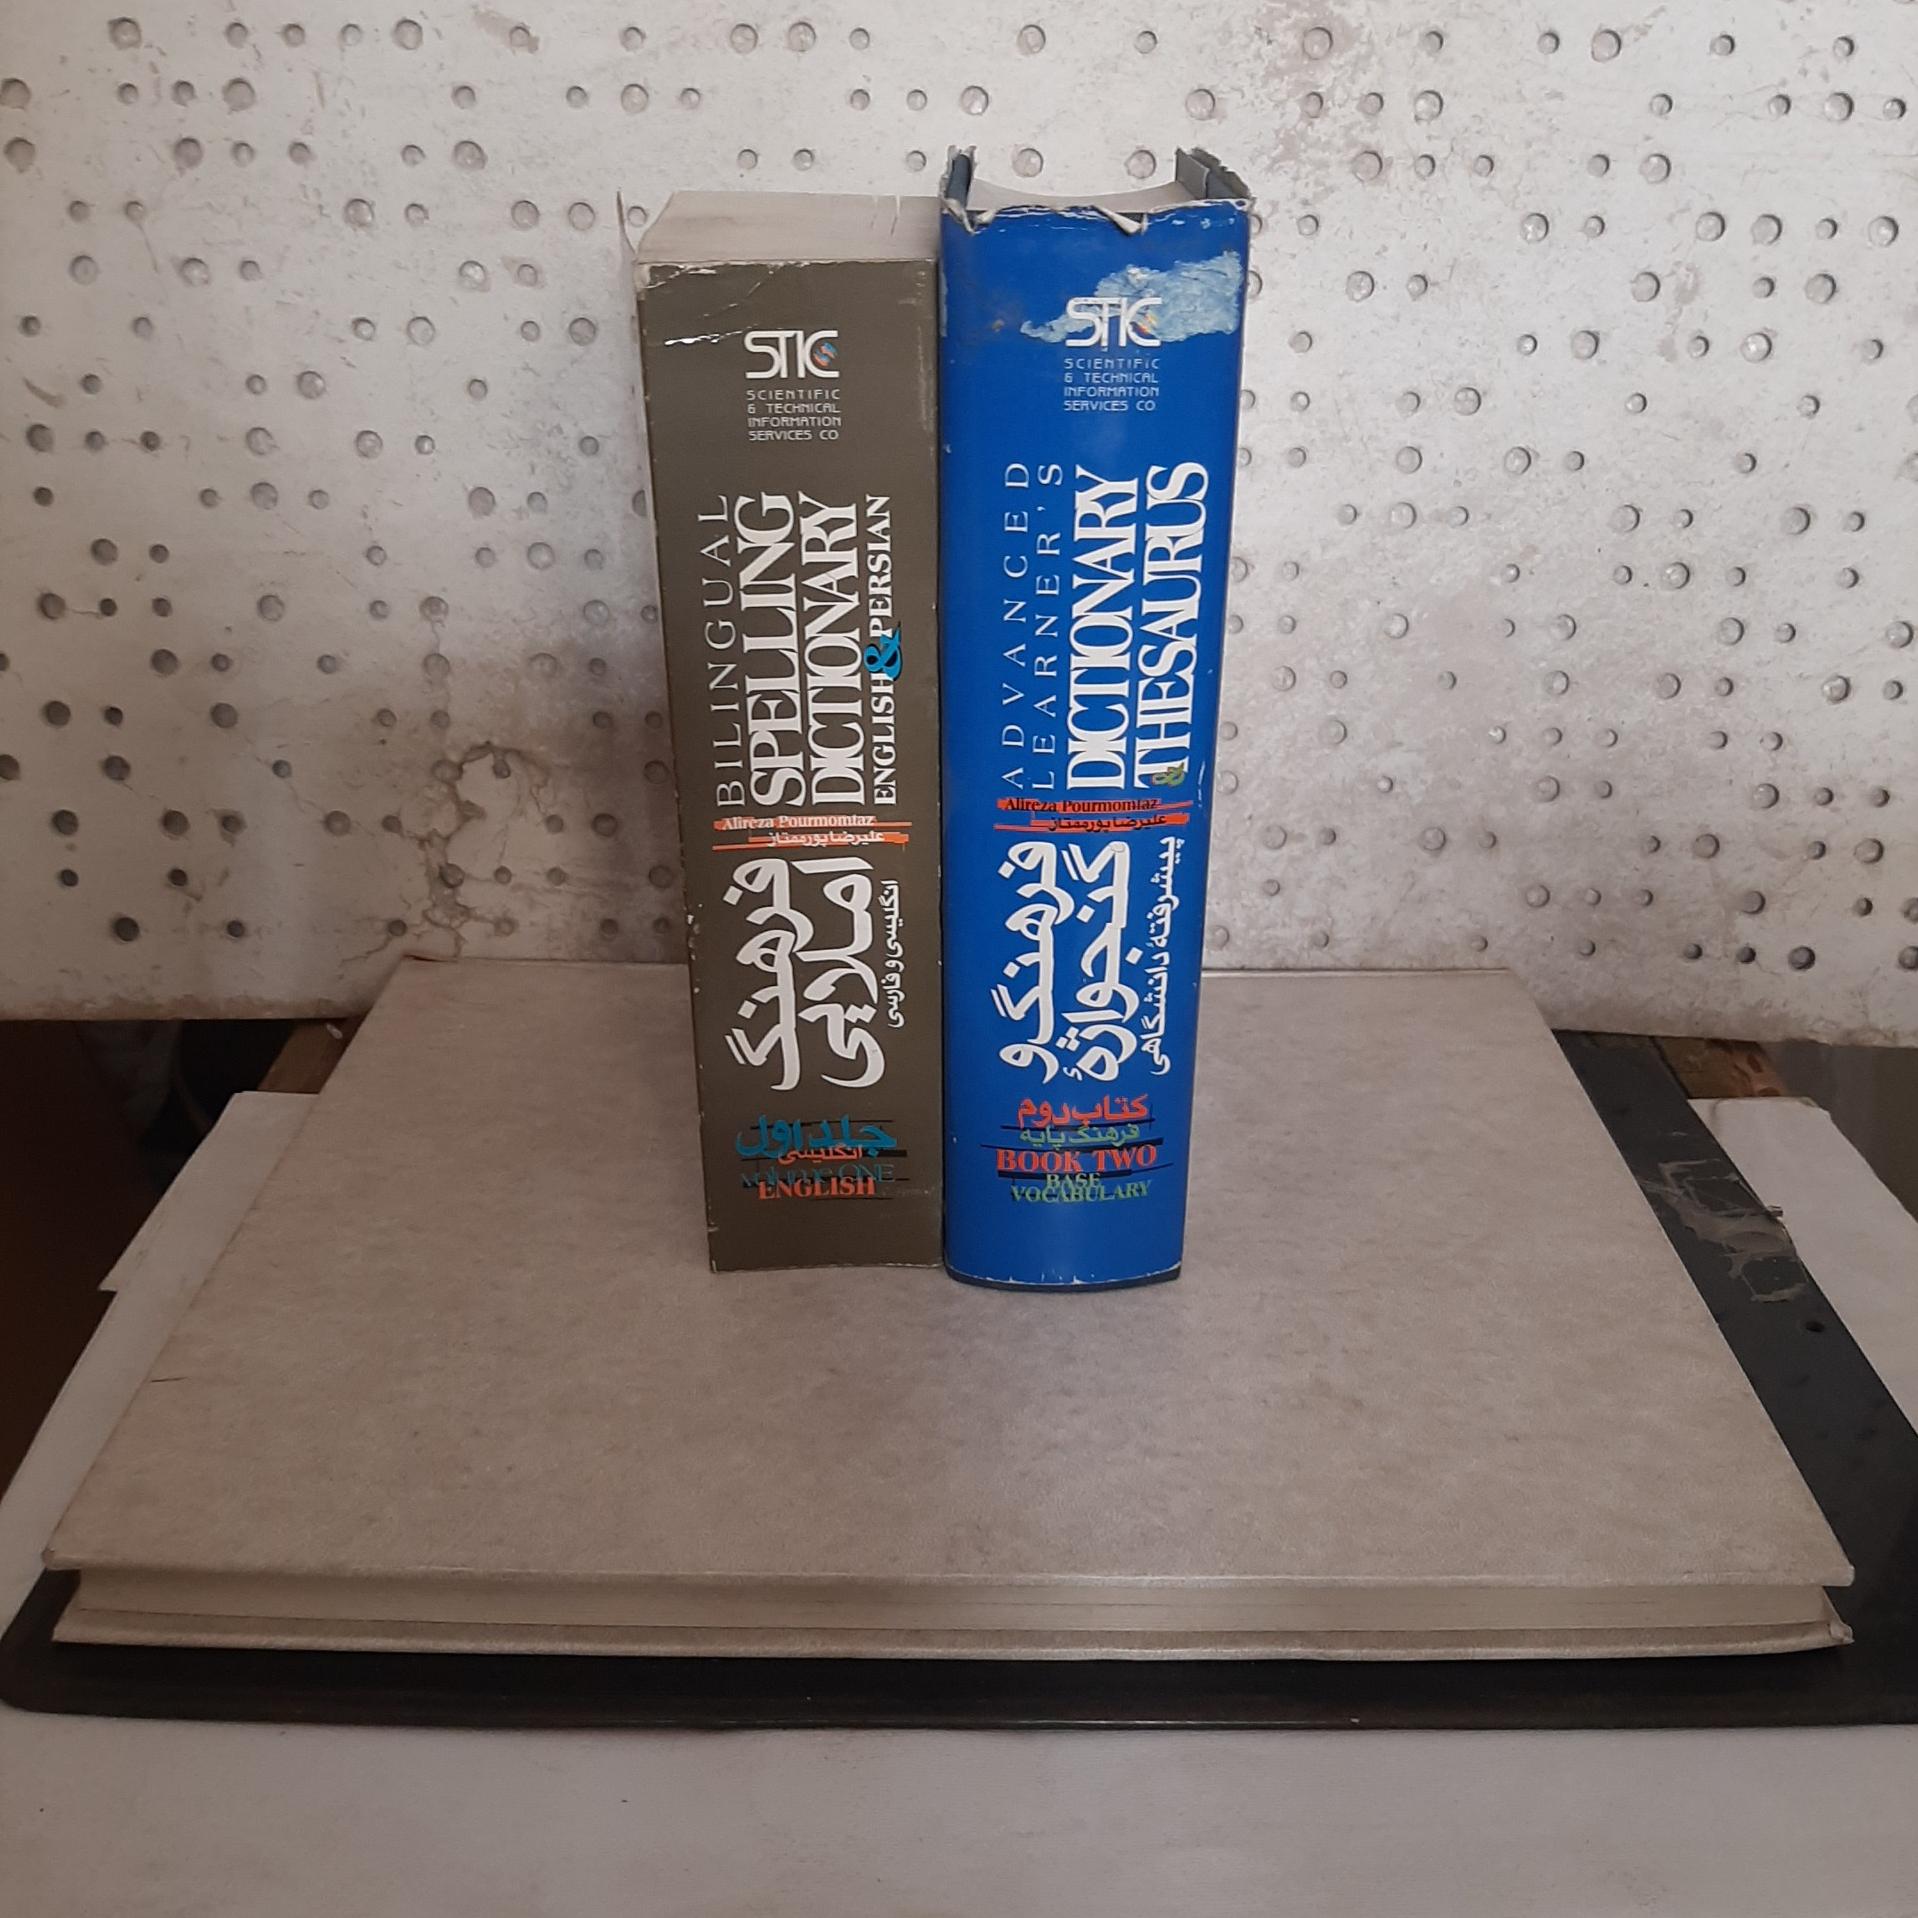 STIC
SCIENTIFIC
& TECHNICAL
INFORMATION
SERVICES CO
BILINGUAL
SPELLING
DICTIONARY
ENGLISH & PERSIAN
Alireza Pourmomtaz
علیرضا پورممتاز
فرهنگ
املایی
انگلیسی و فارسی
جلد اول
انگلیسی
volume ONE
ENGLISH
STIC
SCIENTIFIC
& TECHNICAL
INFORMATION
SERVICES CO
ADVANCED
LEARNER'S
DICTIONARY
& THESAURUS
Alireza Pourmomtaz
علیرضا پورممتاز
فرهنگ و
گنجواژهٔ
پیشرفتهٔ دانشگاهی
کتاب دوم
فرهنگ پایه
BOOK TWO
BASE
VOCABULARY